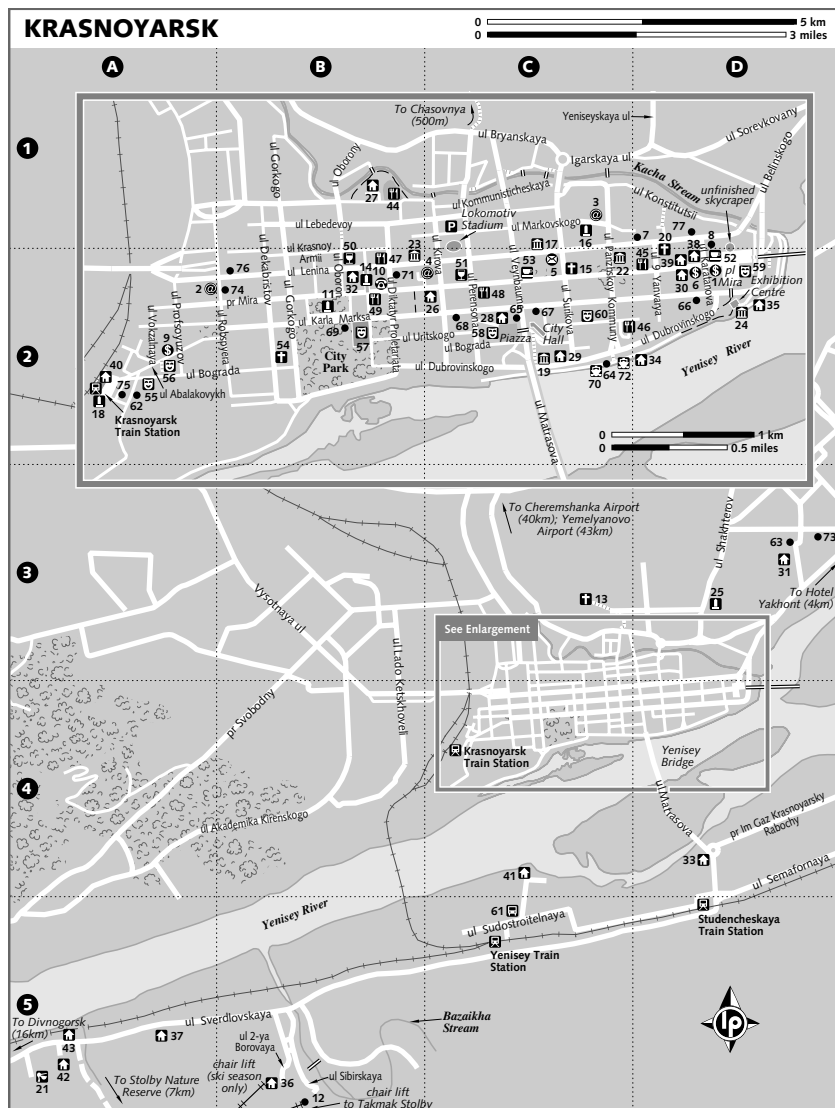 KRASNOYARSK
0 5 km
0 3 miles
A B C D
1
2
3
4
5
To Chasovnya
(500m)
ul Bryanskaya
Yeniseyskaya ul
ul Sorevkovany
ul Gorkogo
ul Oborony
Igarskaya ul
Kacha Stream
ul Belinskogo
ul Kommunisticheskaya
ul Konstitutsii
unfinished
skycraper
27
44
3
ul Lebedevoy
P
Lokomotiv
Stadium
ul Markovskogo
16
7
77
8
20
38
ul Krasnoy
Armii
50
47
23
4
17
53
5
15
22
45
39
52
59
ul Lenina
14
10
32
71
51
76
2
74
pr Mira
ul Dekabristov
ul Gorkogo
ul Oborony
11
49
ul Diktatury Proletariata
ul Kirova
26
ul Perensona
48
ul Veynbauma
ul Surikova
ul Parizhskoy Kommuny
ul 9 Yanvarya
30
6
ul Karatanova
pl
Mira
Exhibition
Centre
66
35
24
ul Karla Marksa
69
57
ul Uritskogo
68
28
65
67
58
Piazza
City
Hall
60
46
ul Dubrovinskogo
ul Vokzalnaya
ul Profsoyuzov
ul Robspyera
9
56
ul Bograda
54
City
Park
ul Bograda
ul Dubrovinskogo
19
29
70
64
72
34
Yenisey River
40
75
62
55
ul Abalakovykh
18
Krasnoyarsk
Train Station
ul Matrasova
0 1 km
0 0.5 miles
To Cheremshanka Airport
(40km); Yemelyanovo
Airport (43km)
ul Shakhterov
63
73
31
Vysotnaya ul
13
25
To Hotel
Yakhont (4km)
See Enlargement
ul Lado Ketskhoveli
pr Svobodny
Krasnoyarsk
Train Station
Yenisey
Bridge
ul Akademika Kirenskogo
ul Matrasova
pr Im Gaz Krasnoyarsky
Rabochy
33
41
ul Semafornaya
Yenisey River
61
ul Sudostroitelnaya
Studencheskaya
Train Station
Yenisey Train
Station
To Divnogorsk
(16km)
ul Sverdlovskaya
43
37
ul 2-ya
Borovaya
Bazaikha
Stream
lp
42
21
To Stolby Nature
Reserve (7km)
chair lift
(ski season
only)
36
ul Sibirskaya
12
chair lift
to Takmak Stolby